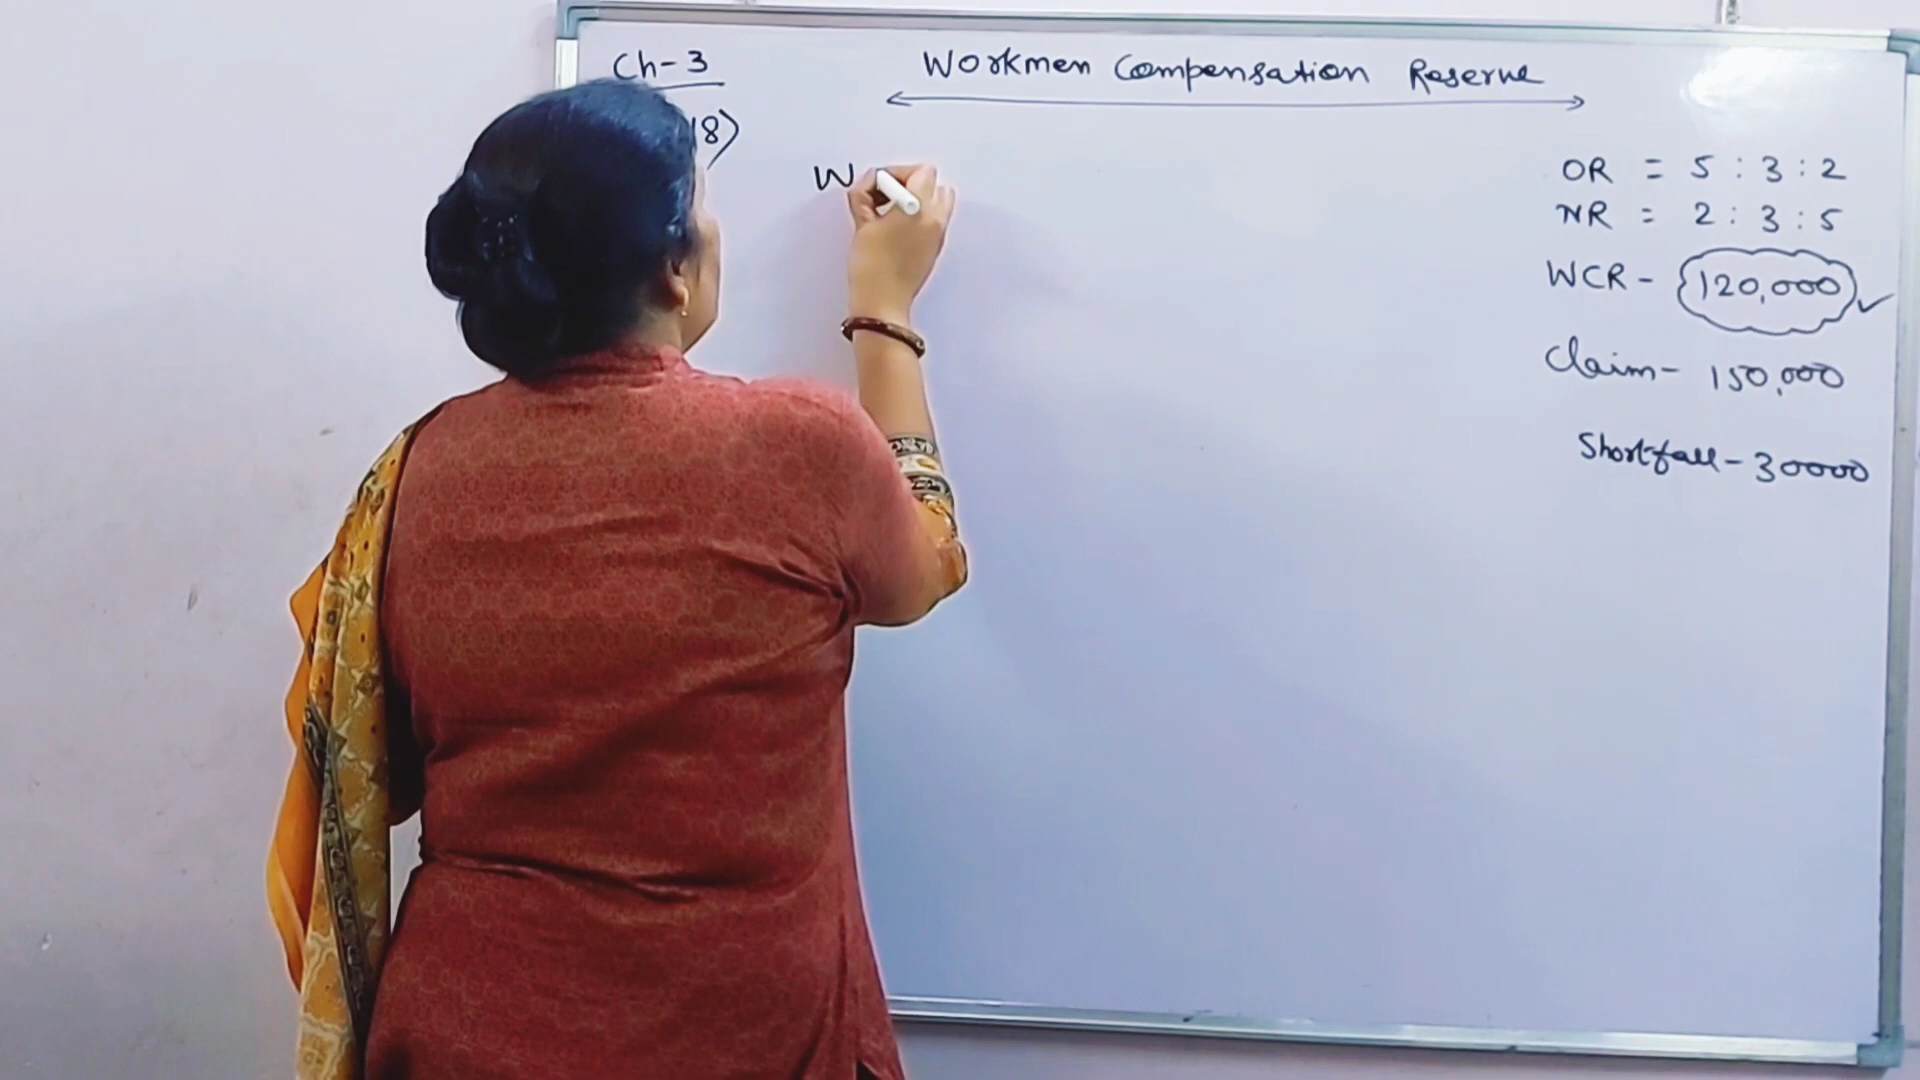 Ch-3
Workmen Compensation Reserve
18)
W
OR = 5 : 3 : 2
NR = 2 : 3 : 5
WCR - 120,000 ✓
Claim - 150,000
Shortfall - 30000